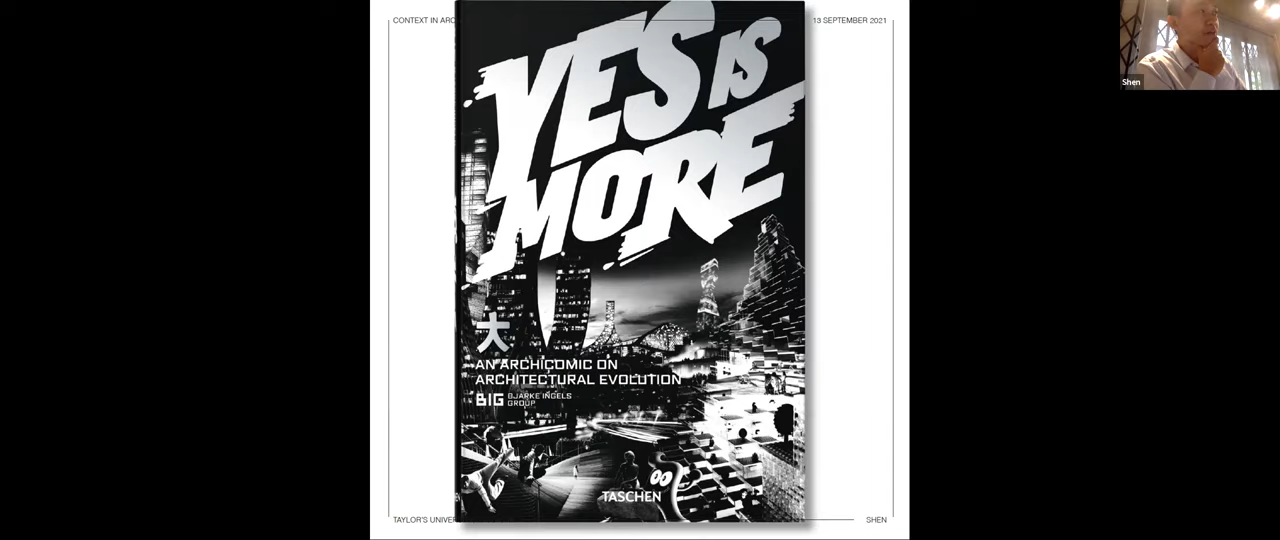 CONTEXT IN ARC
13 SEPTEMBER 2021
YES IS
MORE
大
AN ARCHICOMIC ON
ARCHITECTURAL EVOLUTION
BIG BJARKE INGELS
GROUP
TASCHEN
TAYLOR'S UNIVER
SHEN
Shen